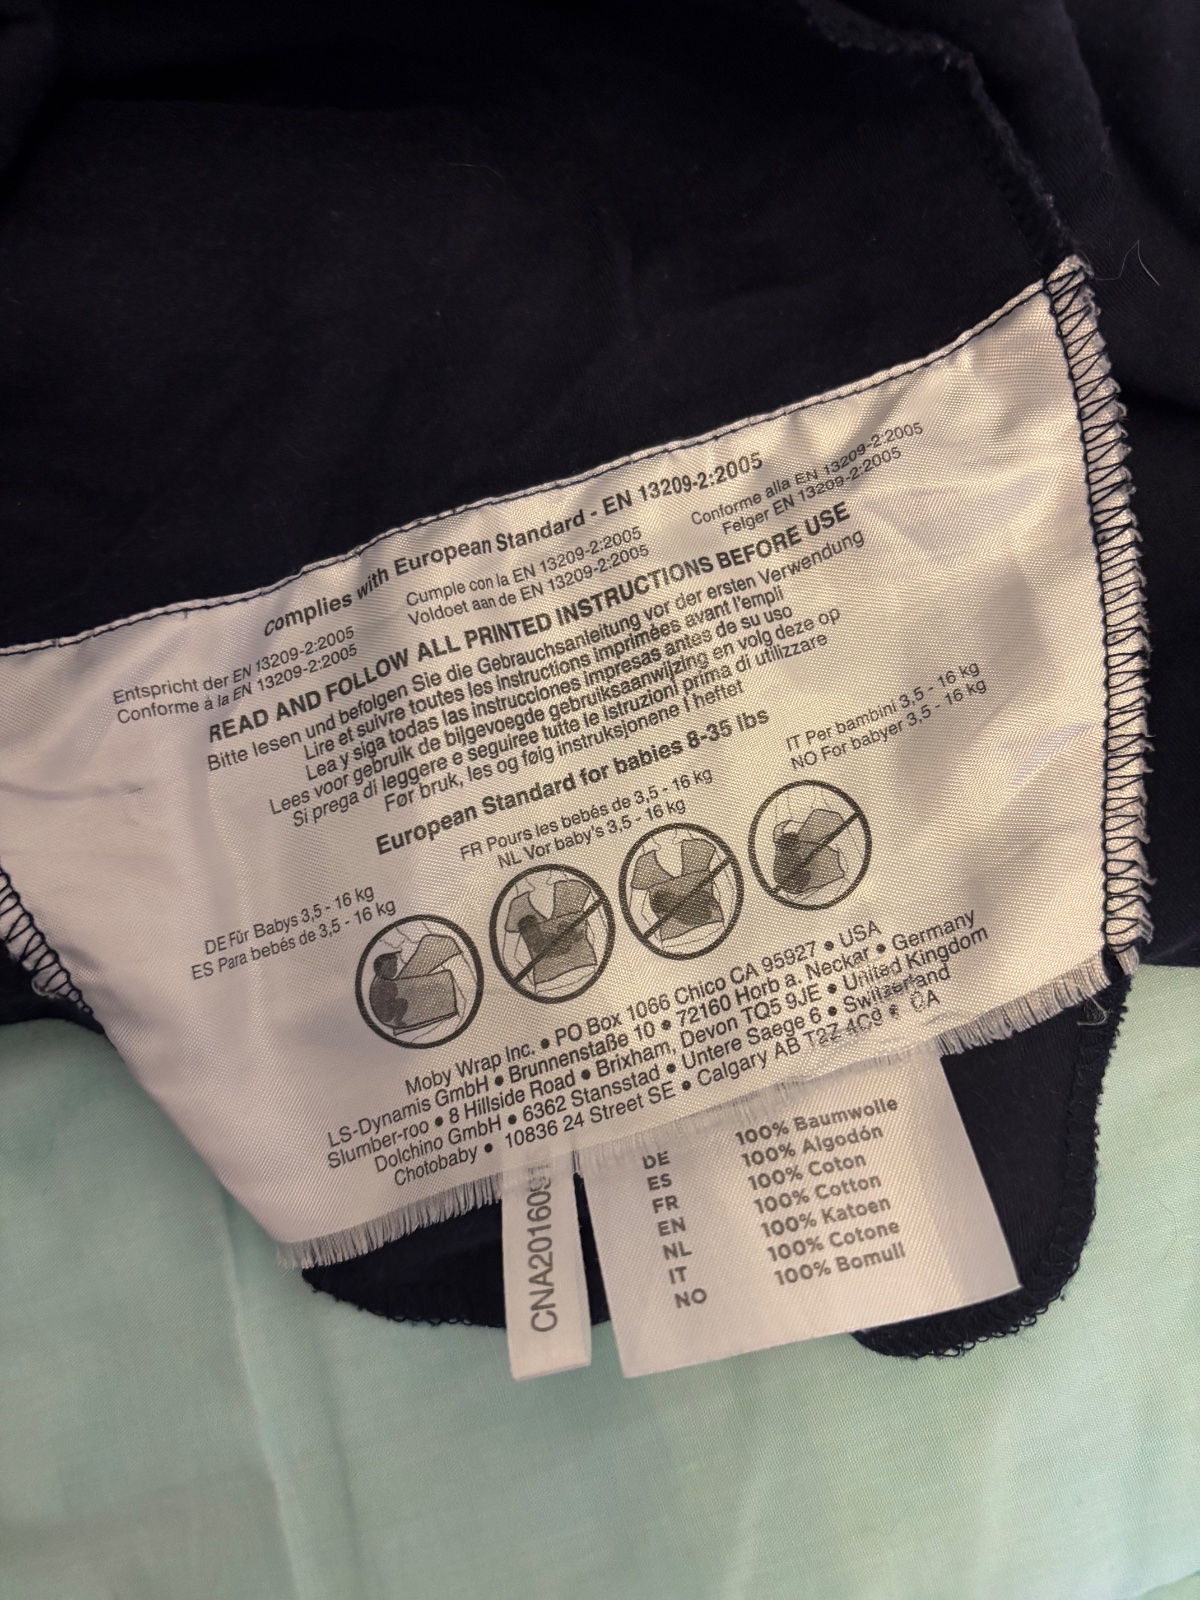 complies with European Standard - EN 13209-2:2005
Entspricht der EN 13209-2:2005
Conforme à la EN 13209-2:2005
Cumple con la EN 13209-2:2005
Voldoet aan de EN 13209-2:2005
Conforme alla EN 13209-2:2005
Felger EN 13209-2:2005
READ AND FOLLOW ALL PRINTED INSTRUCTIONS BEFORE USE
Bitte lesen und befolgen Sie die Gebrauchsanleitung vor der ersten Verwendung
Lire et suivre toutes les instructions imprimées avant l'empli
Lea y siga todas las instrucciones impresas antes de su uso
Lees voor gebruik de bijgevoegde gebruiksaanwijzing en volg deze op
Si prega di leggere e seguiree tutte le istruzioni prima di utilizzare
Før bruk, les og føig instruksjonene i heftet
European Standard for babies 8-35 lbs
DE Für Babys 3,5 - 16 kg
ES Para bebés de 3,5 - 16 kg
FR Pours les bebés de 3,5 - 16 kg
NL Vor baby's 3,5 - 16 kg
IT Per bambini 3,5 - 16 kg
NO For babyer 3,5 - 16 kg
Moby Wrap Inc. • PO Box 1066 Chico CA 95927 • USA
LS-Dynamis GmbH • Brunnenstaße 10 • 72160 Horb a. Neckar • Germany
Slumber-roo • 8 Hillside Road • Brixham, Devon TQ5 9JE • United Kingdom
Dolchino GmbH • 6362 Stansstad • Untere Saege 6 • Switzerland
Chotobaby • 10836 24 Street SE • Calgary AB T2Z 4C9 • CA
CNA201609
DE 100% Baumwolle
ES 100% Algodón
FR 100% Coton
EN 100% Cotton
NL 100% Katoen
IT 100% Cotone
NO 100% Bomull